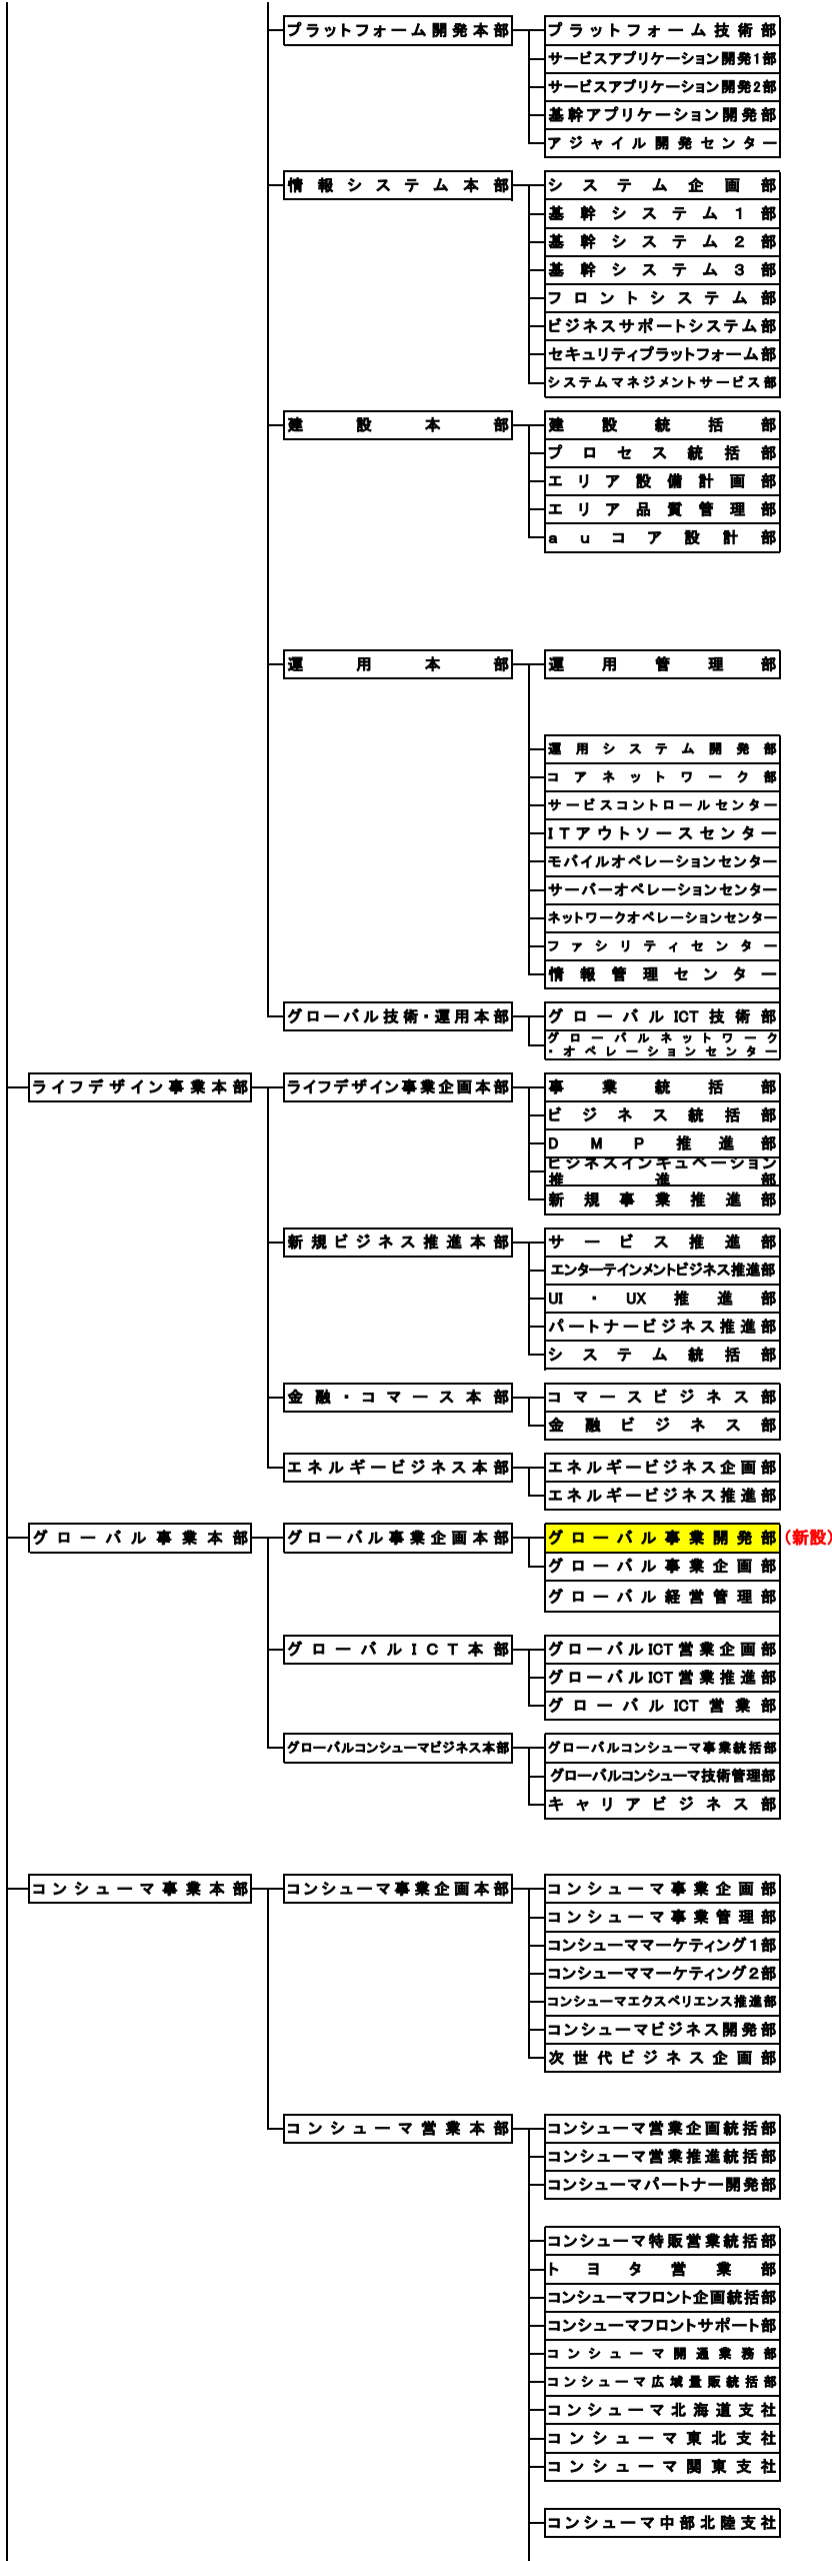 プラットフォーム開発本部 プラットフォーム技術部
サービスアプリケーション開発1部
サービスアプリケーション開発2部
基幹アプリケーション開発部
アジャイル開発センター
情報システム本部 システム企画部
基幹システム1部
基幹システム2部
基幹システム3部
フロントシステム部
ビジネスサポートシステム部
セキュリティプラットフォーム部
システムマネジメントサービス部
建設本部 建設統括部
プロセス統括部
エリア設備計画部
エリア品質管理部
auコア設計部
運用本部 運用管理部
運用システム開発部
コアネットワーク部
サービスコントロールセンター
ITアウトソースセンター
モバイルオペレーションセンター
サーバーオペレーションセンター
ネットワークオペレーションセンター
ファシリティセンター
情報管理センター
グローバル技術・運用本部 グローバルICT技術部
グローバルネットワーク
・オペレーションセンター
ライフデザイン事業本部 ライフデザイン事業企画本部 事業統括部
ビジネス統括部
DMP推進部
ビジネスインキュベーション
推進部
新規事業推進部
新規ビジネス推進本部 サービス推進部
エンターテインメントビジネス推進部
UI・UX推進部
パートナービジネス推進部
システム統括部
金融・コマース本部 コマースビジネス部
金融ビジネス部
エネルギービジネス本部 エネルギービジネス企画部
エネルギービジネス推進部
グローバル事業本部 グローバル事業企画本部 グローバル事業開発部 (新設)
グローバル事業企画部
グローバル経営管理部
グローバルICT本部 グローバルICT営業企画部
グローバルICT営業推進部
グローバルICT営業部
グローバルコンシューマビジネス本部 グローバルコンシューマ事業統括部
グローバルコンシューマ技術管理部
キャリアビジネス部
コンシューマ事業本部 コンシューマ事業企画本部 コンシューマ事業企画部
コンシューマ事業管理部
コンシューママーケティング1部
コンシューママーケティング2部
コンシューマエクスペリエンス推進部
コンシューマビジネス開発部
次世代ビジネス企画部
コンシューマ営業本部 コンシューマ営業企画統括部
コンシューマ営業推進統括部
コンシューマパートナー開発部
コンシューマ特販営業統括部
トヨタ営業部
コンシューマフロント企画統括部
コンシューマフロントサポート部
コンシューマ開通業務部
コンシューマ広域量販統括部
コンシューマ北海道支社
コンシューマ東北支社
コンシューマ関東支社
コンシューマ中部北陸支社